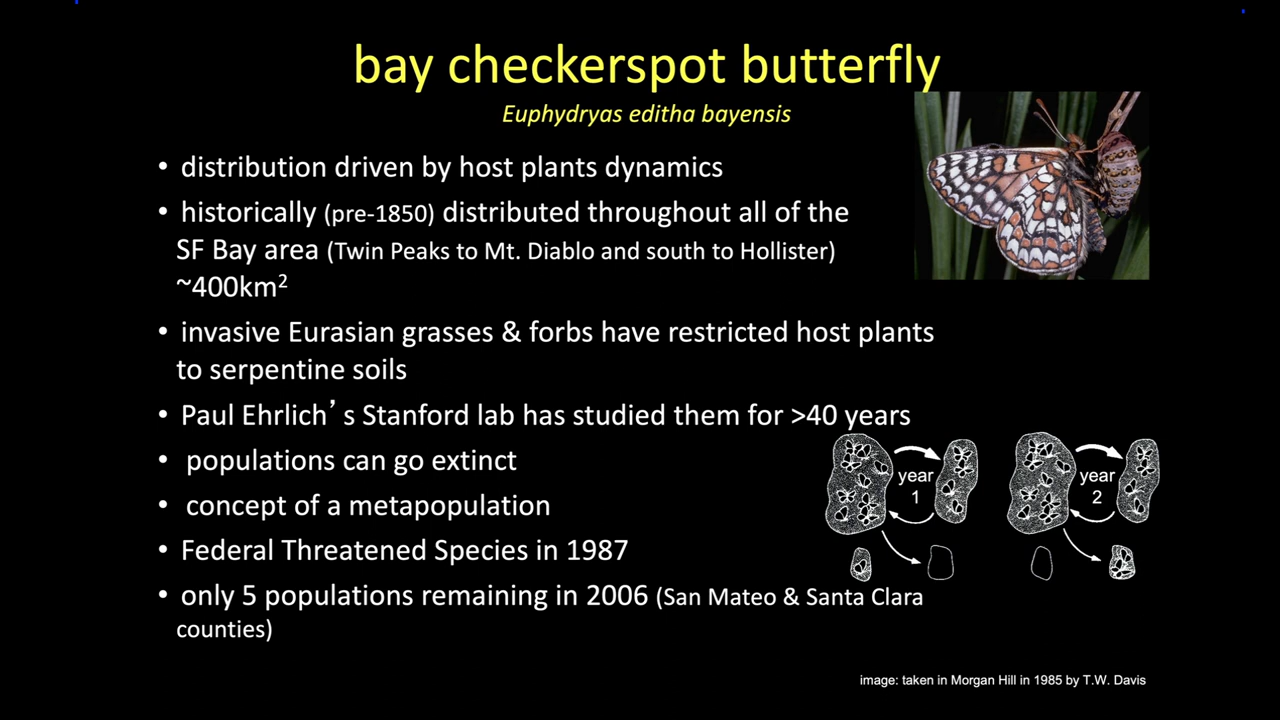 bay checkerspot butterfly
Euphydryas editha bayensis
• distribution driven by host plants dynamics
• historically (pre-1850) distributed throughout all of the
SF Bay area (Twin Peaks to Mt. Diablo and south to Hollister)
~400km²
• invasive Eurasian grasses & forbs have restricted host plants
to serpentine soils
• Paul Ehrlich’s Stanford lab has studied them for >40 years
• populations can go extinct
• concept of a metapopulation
• Federal Threatened Species in 1987
• only 5 populations remaining in 2006 (San Mateo & Santa Clara
counties)
year
1
year
2
image: taken in Morgan Hill in 1985 by T.W. Davis